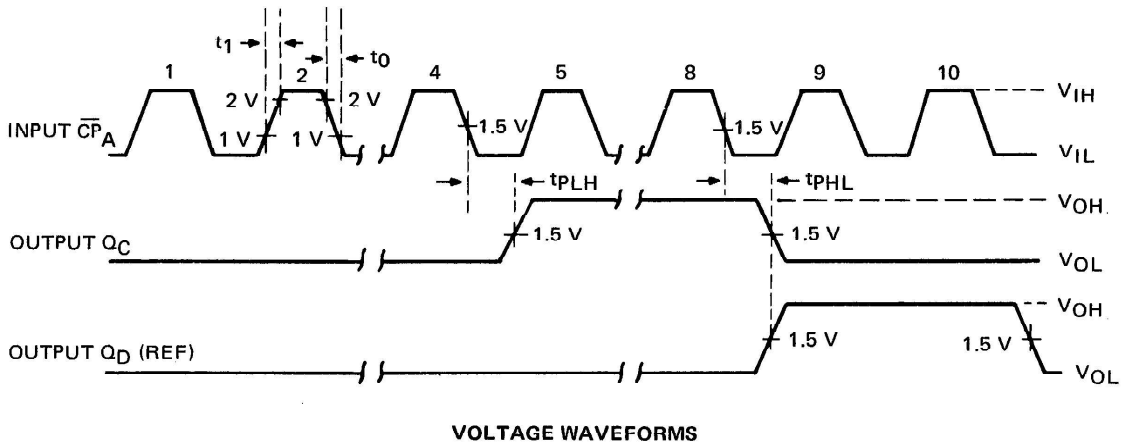 t1 t0
1 2 4 5 8 9 10
2 V 2 V VIH
INPUT CPA 1 V 1 V 1.5 V 1.5 V
VIL
tPLH tPHL
VOH
OUTPUT QC 1.5 V 1.5 V
VOL
VOH
OUTPUT QD (REF) 1.5 V 1.5 V
VOL
VOLTAGE WAVEFORMS